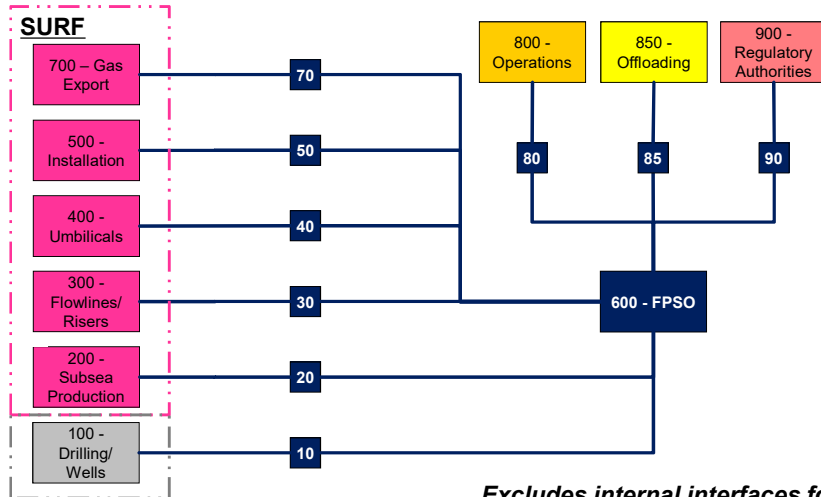 SURF
700 – Gas
Export
70
500 -
Installation
50
400 -
Umbilicals
40
300 -
Flowlines/
Risers
30
200 -
Subsea
Production
20
100 -
Drilling/
Wells
10
800 -
Operations
850 -
Offloading
900 -
Regulatory
Authorities
80
85
90
600 - FPSO
Excludes internal interfaces fo